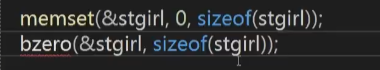 memset(&stgirl, 0, sizeof(stgirl));
bzero(&stgirl, sizeof(stgirl));